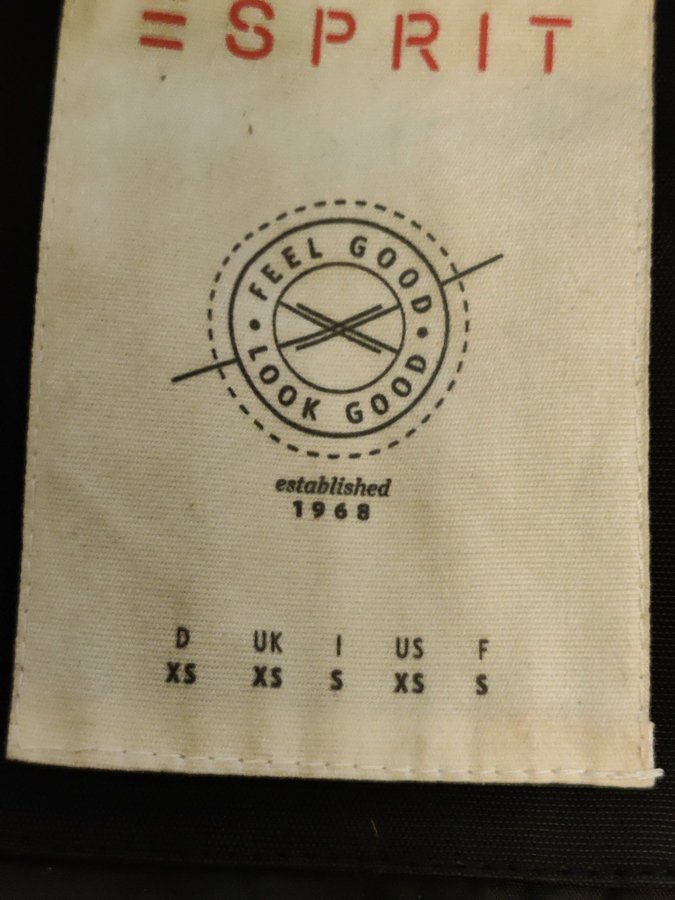 ESPRIT
FEEL GOOD
• LOOK GOOD •
established
1968
D UK I US F
XS XS S XS S